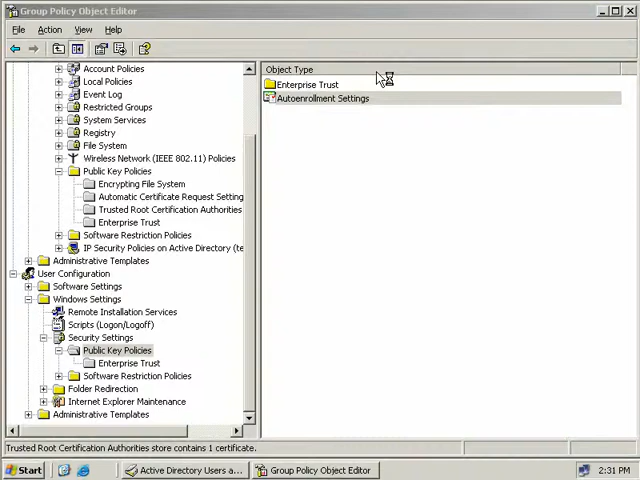 Group Policy Object Editor
File Action View Help
Object Type
Enterprise Trust
Autoenrollment Settings
Account Policies
Local Policies
Event Log
Restricted Groups
System Services
Registry
File System
Wireless Network (IEEE 802.11) Policies
Public Key Policies
Encrypting File System
Automatic Certificate Request Setting
Trusted Root Certification Authorities
Enterprise Trust
Software Restriction Policies
IP Security Policies on Active Directory (te
Administrative Templates
User Configuration
Software Settings
Windows Settings
Remote Installation Services
Scripts (Logon/Logoff)
Security Settings
Public Key Policies
Enterprise Trust
Software Restriction Policies
Folder Redirection
Internet Explorer Maintenance
Administrative Templates
Trusted Root Certification Authorities store contains 1 certificate.
Start
Active Directory Users a...
Group Policy Object Editor
2:31 PM